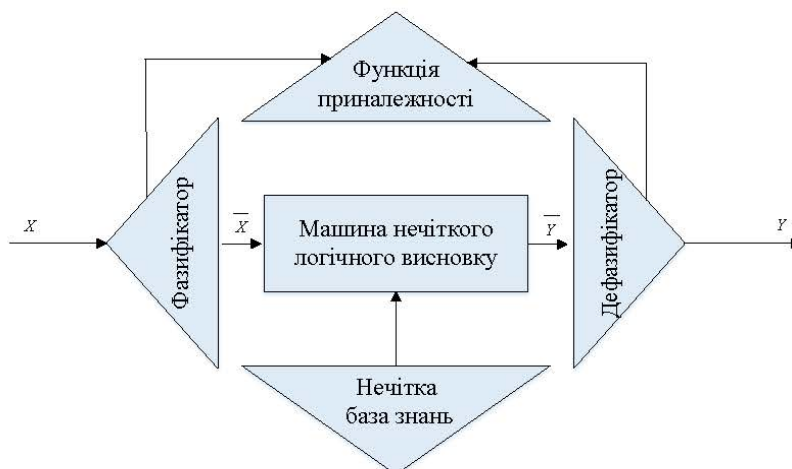 Функція
приналежності
Фазифікатор
X
X̅
Машина нечіткого
логічного висновку
Y̅
Дефазифікатор
Y
Нечітка
база знань